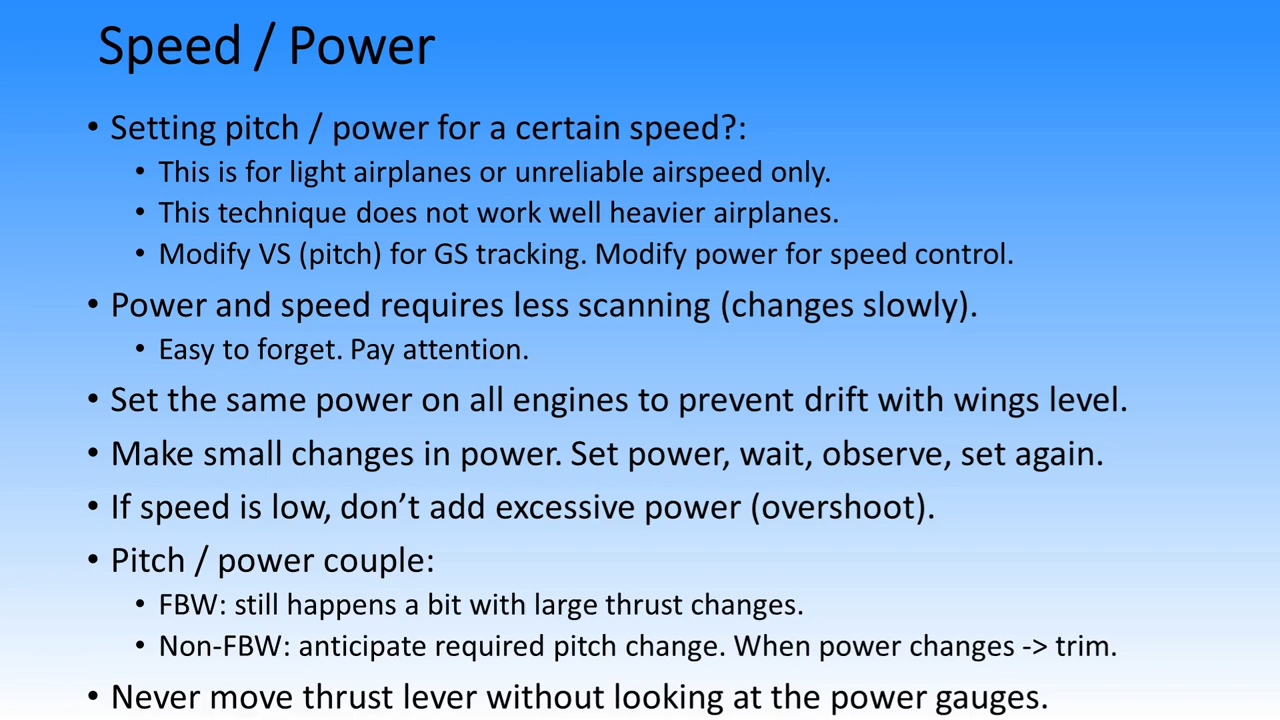 Speed / Power
• Setting pitch / power for a certain speed?:
• This is for light airplanes or unreliable airspeed only.
• This technique does not work well heavier airplanes.
• Modify VS (pitch) for GS tracking. Modify power for speed control.
• Power and speed requires less scanning (changes slowly).
• Easy to forget. Pay attention.
• Set the same power on all engines to prevent drift with wings level.
• Make small changes in power. Set power, wait, observe, set again.
• If speed is low, don’t add excessive power (overshoot).
• Pitch / power couple:
• FBW: still happens a bit with large thrust changes.
• Non-FBW: anticipate required pitch change. When power changes -> trim.
• Never move thrust lever without looking at the power gauges.